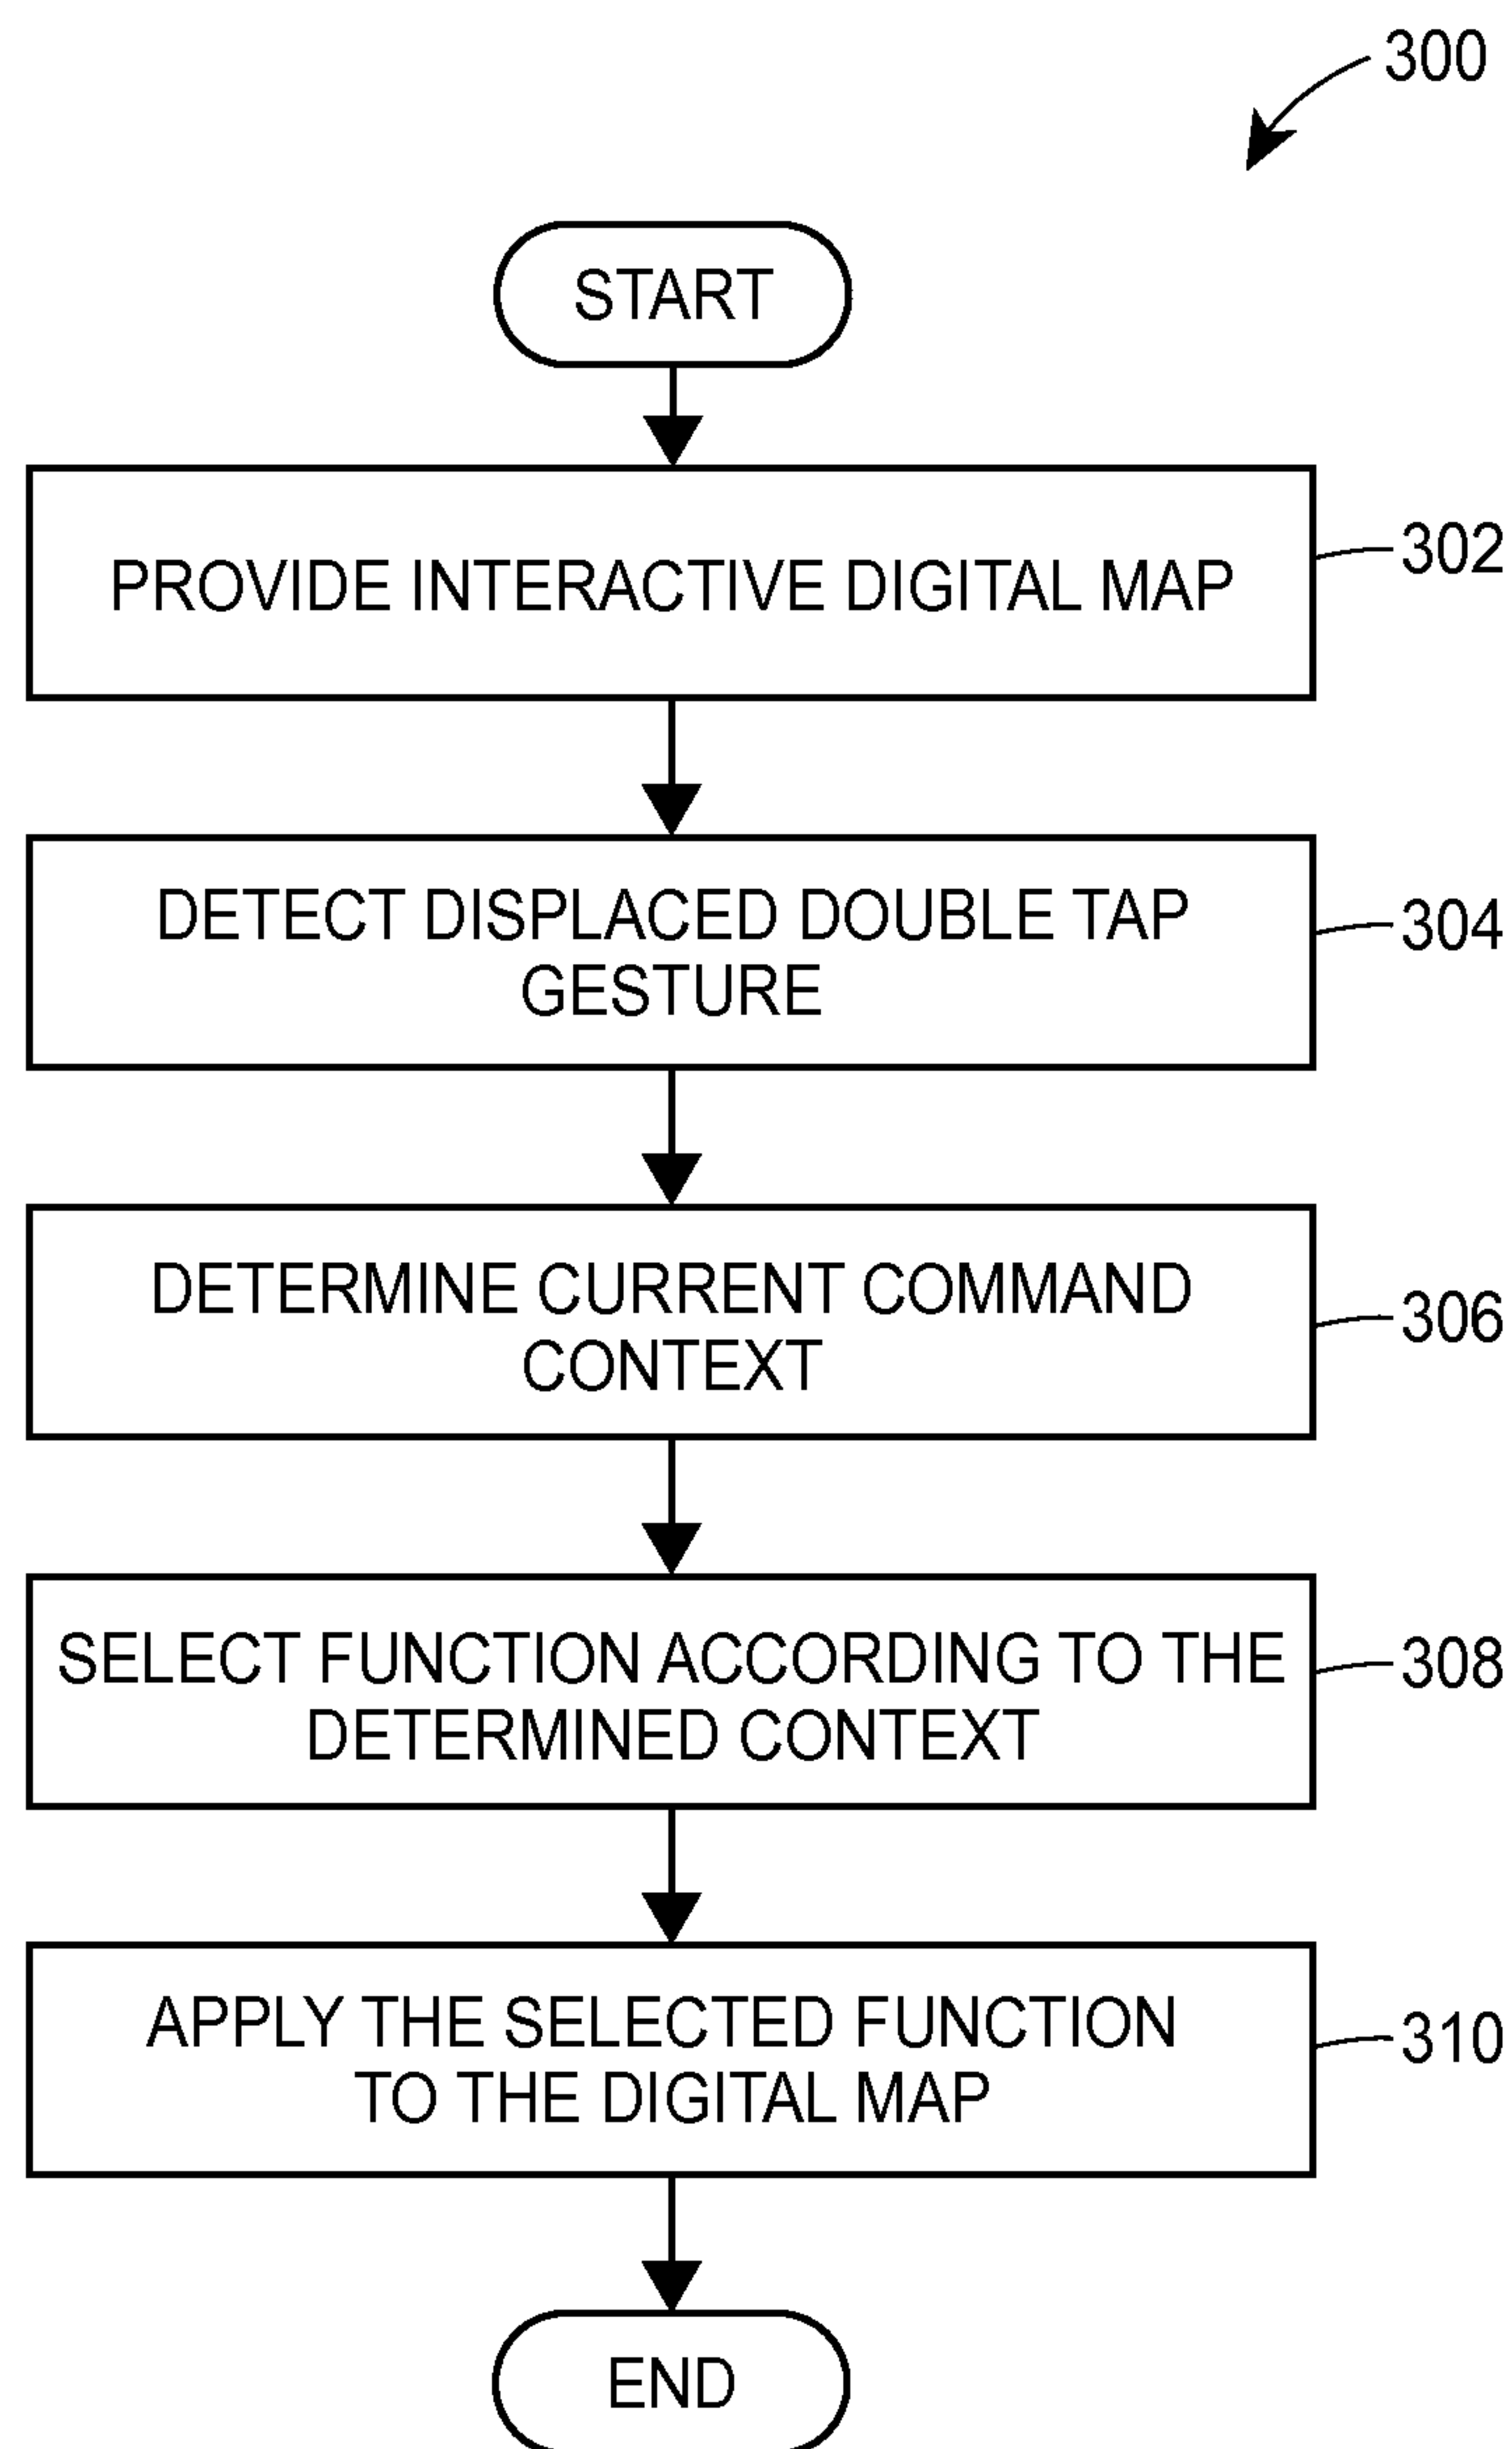 300
START
PROVIDE INTERACTIVE DIGITAL MAP
302
DETECT DISPLACED DOUBLE TAP
GESTURE
304
DETERMINE CURRENT COMMAND
CONTEXT
306
SELECT FUNCTION ACCORDING TO THE
DETERMINED CONTEXT
308
APPLY THE SELECTED FUNCTION
TO THE DIGITAL MAP
310
END